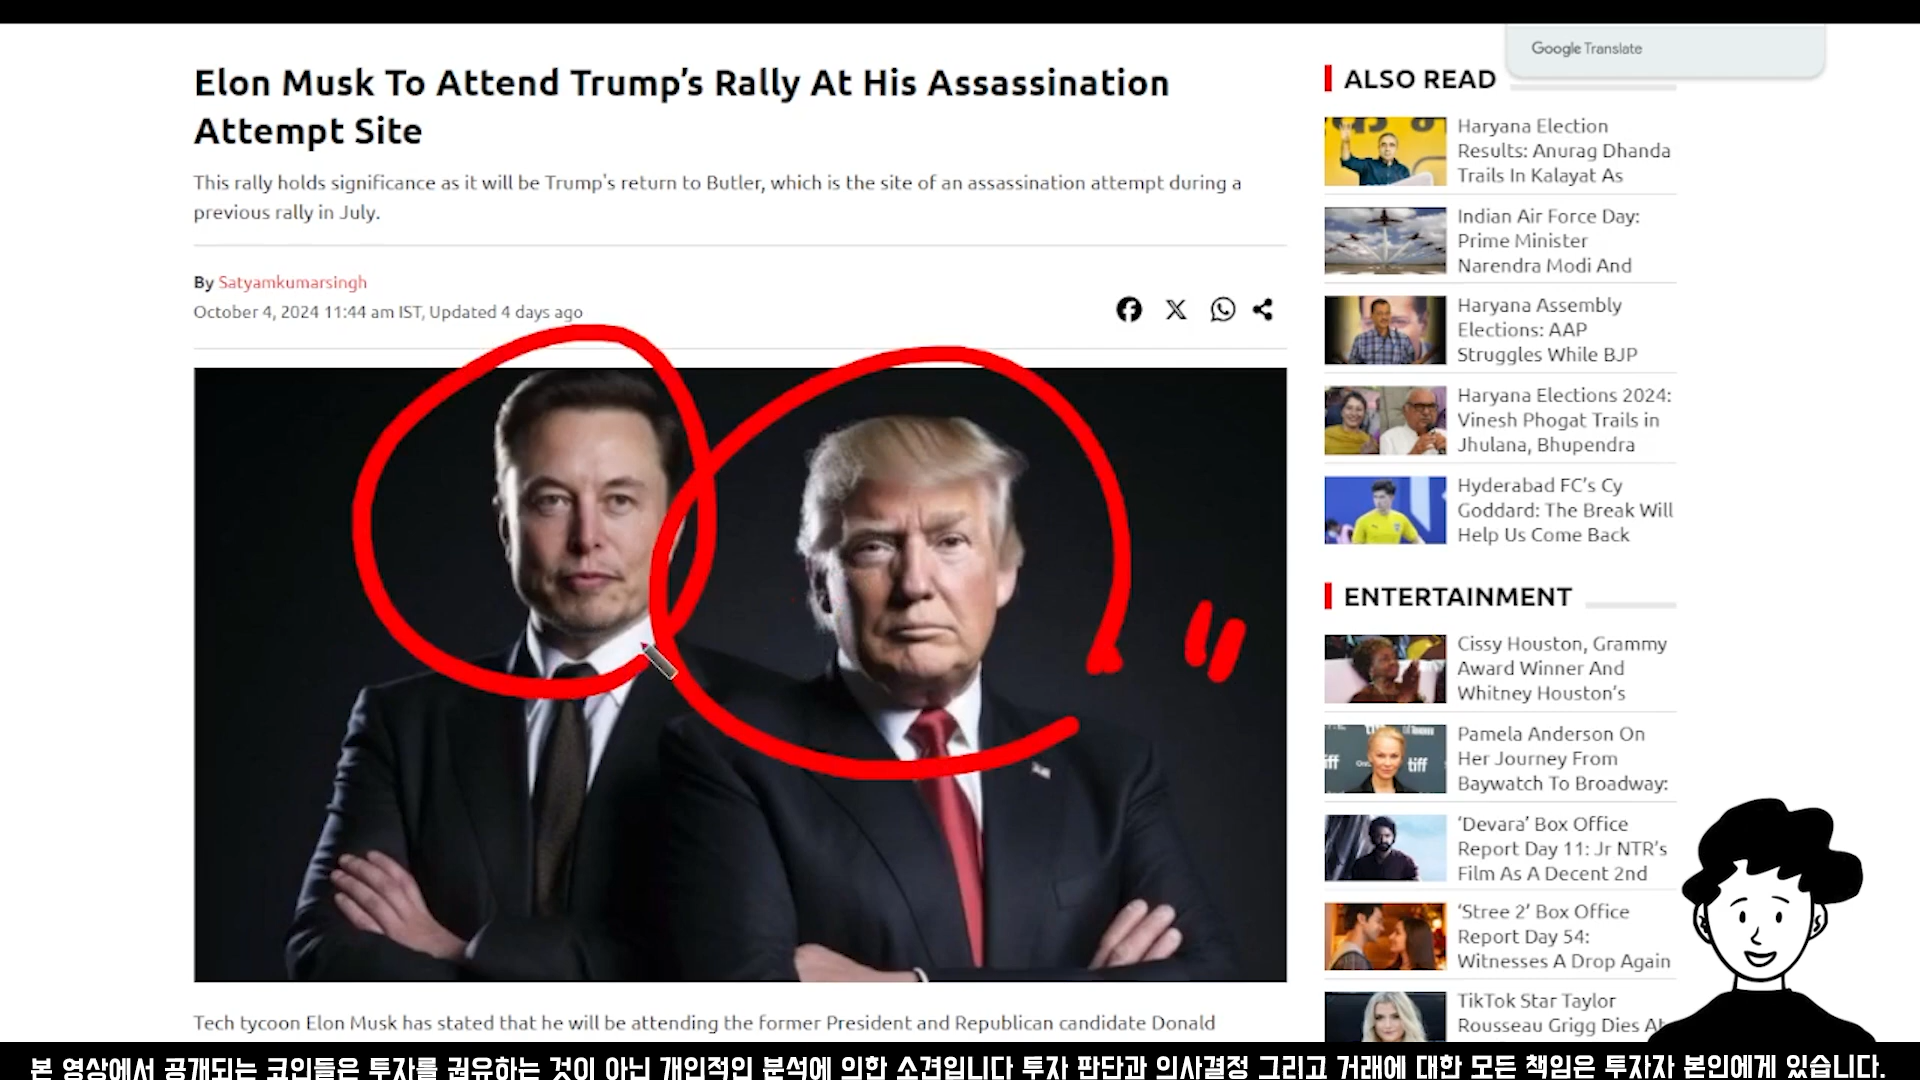 Google Translate
Elon Musk To Attend Trump’s Rally At His Assassination
Attempt Site
This rally holds significance as it will be Trump's return to Butler, which is the site of an assassination attempt during a
previous rally in July.
By Satyamkumarsingh
October 4, 2024 11:44 am IST, Updated 4 days ago
Tech tycoon Elon Musk has stated that he will be attending the former President and Republican candidate Donald
ALSO READ
Haryana Election
Results: Anurag Dhanda
Trails In Kalayat As
Indian Air Force Day:
Prime Minister
Narendra Modi And
Haryana Assembly
Elections: AAP
Struggles While BJP
Haryana Elections 2024:
Vinesh Phogat Trails in
Jhulana, Bhupendra
Hyderabad FC’s Cy
Goddard: The Break Will
Help Us Come Back
ENTERTAINMENT
Cissy Houston, Grammy
Award Winner And
Whitney Houston’s
Pamela Anderson On
Her Journey From
Baywatch To Broadway:
tiff
‘Devara’ Box Office
Report Day 11: Jr NTR’s
Film As A Decent 2nd
‘Stree 2’ Box Office
Report Day 54:
Witnesses A Drop Again
TikTok Star Taylor
Rousseau Grigg Dies
본 영상에서 공개되는 코인들은 투자를 권유하는 것이 아닌 개인적인 분석에 의한 소견입니다 투자 판단과 의사결정 그리고 거래에 대한 모든 책임은 투자자 본인에게 있습니다.